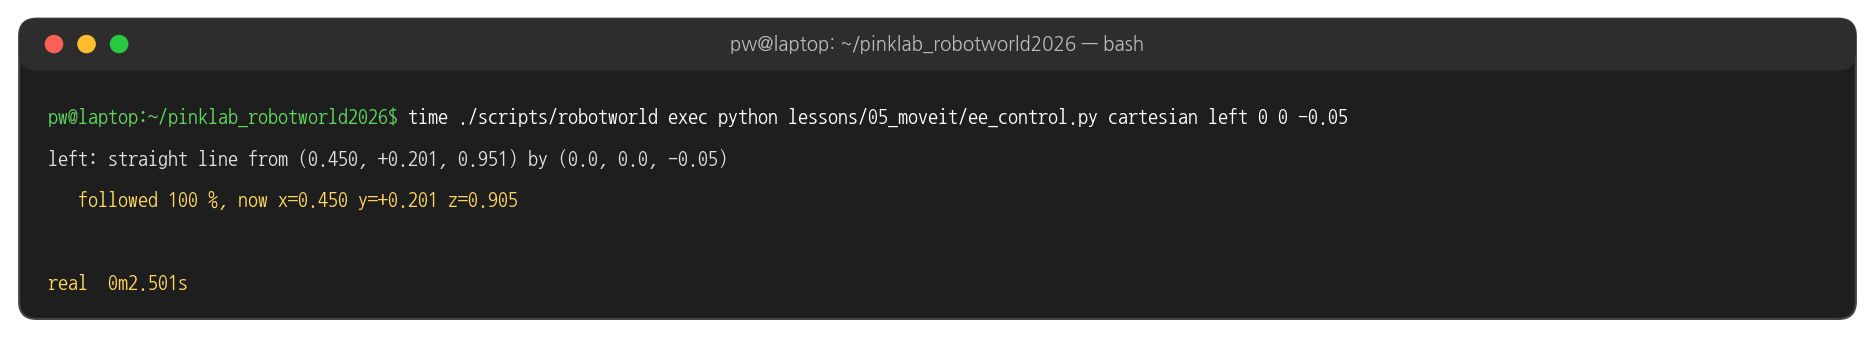 pw@laptop: ~/pinklab_robotworld2026 — bash
pw@laptop:~/pinklab_robotworld2026$ time ./scripts/robotworld exec python lessons/05_moveit/ee_control.py cartesian left 0 0 -0.05
left: straight line from (0.450, +0.201, 0.951) by (0.0, 0.0, -0.05)
followed 100 %, now x=0.450 y=+0.201 z=0.905
real 0m2.501s